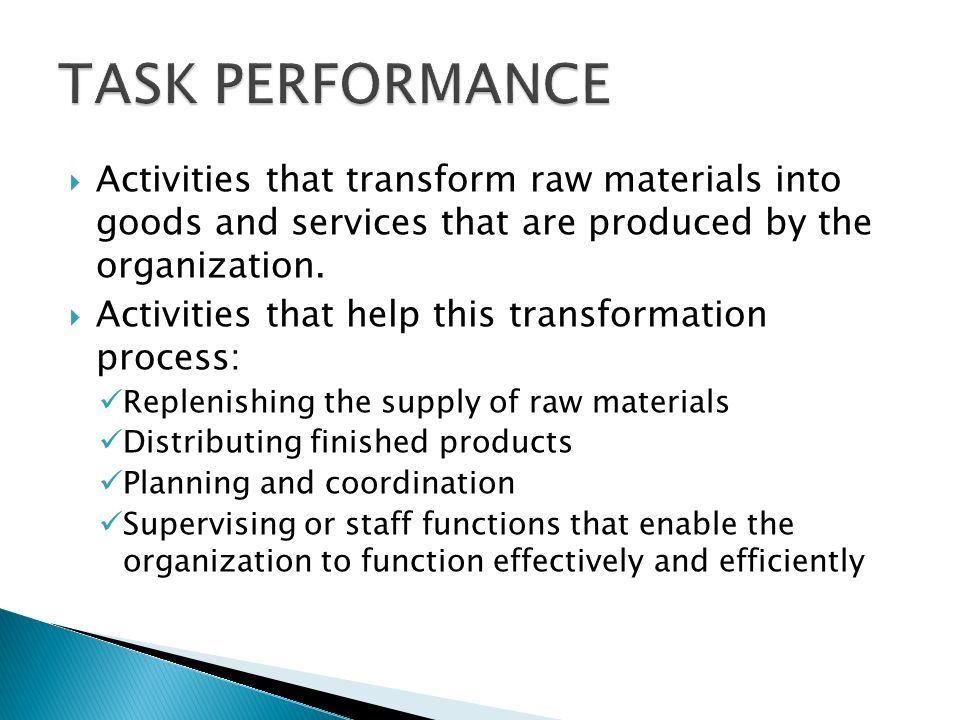 TASK PERFORMANCE
Activities that transform raw materials into
goods and services that are produced by the
organization.
Activities that help this transformation
process:
Replenishing the supply of raw materials
Distributing finished products
Planning and coordination
Supervising or staff functions that enable the
organization to function effectively and efficiently